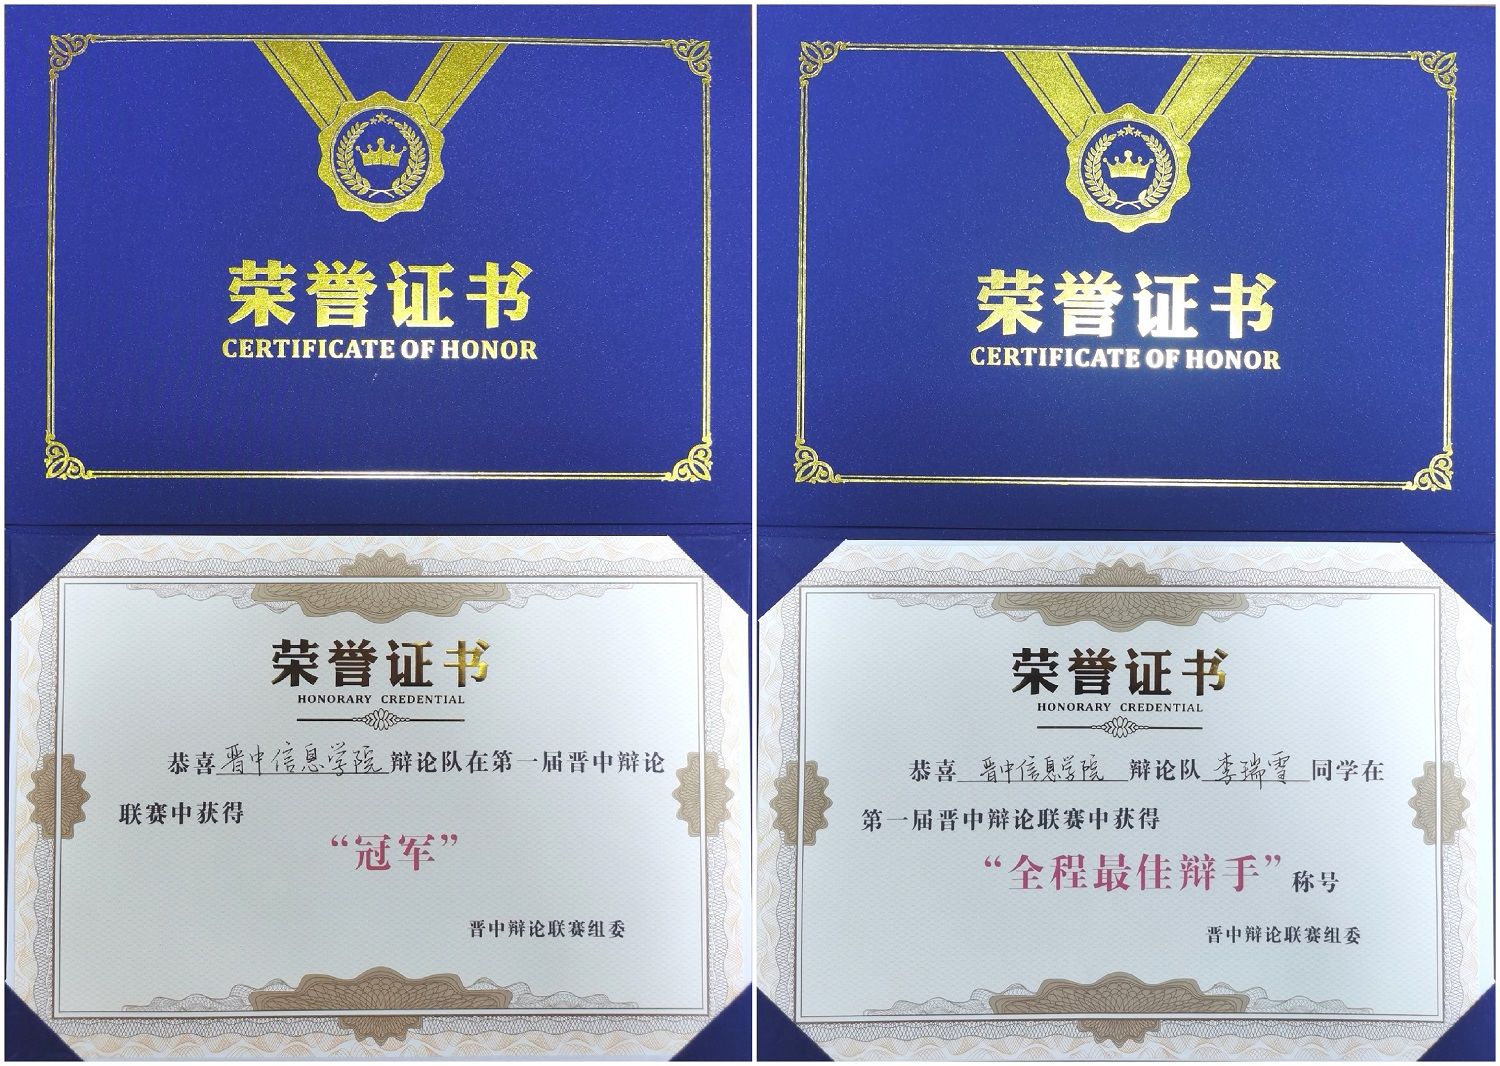 荣誉证书
CERTIFICATE OF HONOR
荣誉证书
HONORARY CREDENTIAL
恭喜晋中信息学院辩论队在第一届晋中辩论
联赛中获得
“冠军”
晋中辩论联赛组委
荣誉证书
CERTIFICATE OF HONOR
荣誉证书
HONORARY CREDENTIAL
恭喜 晋中信息学院 辩论队 李瑞雪 同学在
第一届晋中辩论联赛中获得
“全程最佳辩手” 称号
晋中辩论联赛组委